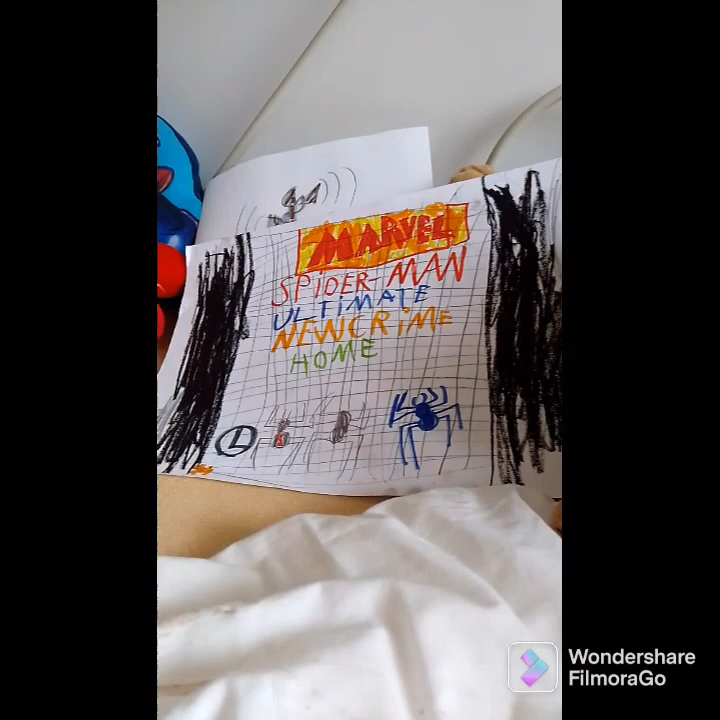 MARVEL
SPIDER-MAN
ULTIMATE
NEWCRiME
HOME
L
Wondershare
FilmoraGo